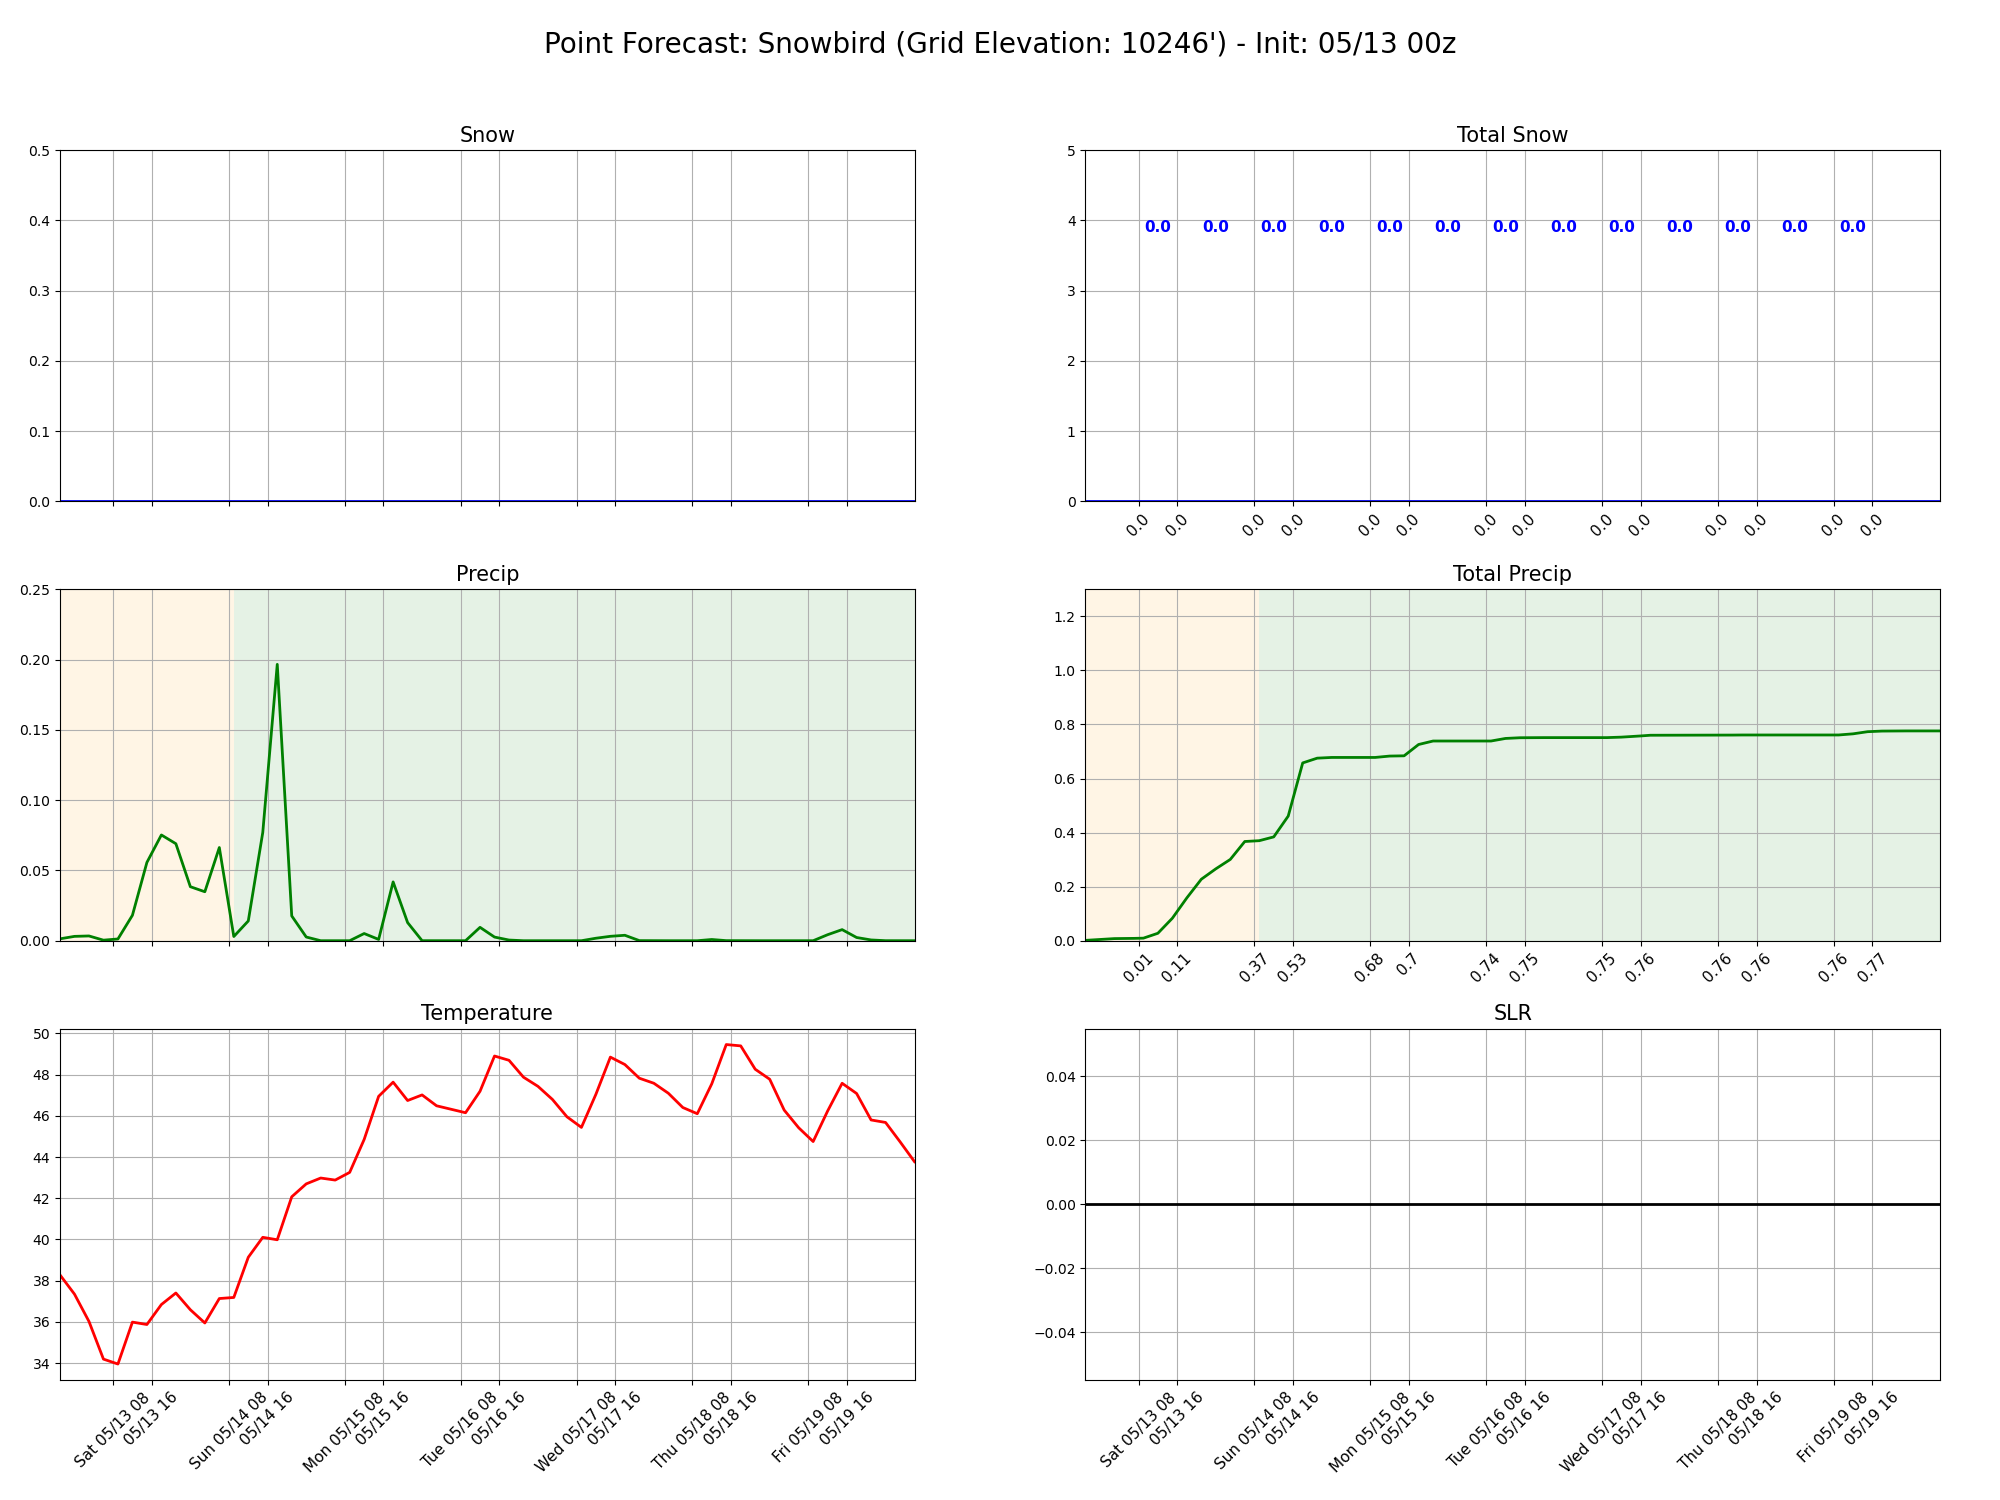 Point Forecast: Snowbird (Grid Elevation: 10246') - Init: 05/13 00z
Snow
0.5
0.4
0.3
0.2
0.1
0.0
Total Snow
5
4
3
2
1
0
0.0 0.0 0.0 0.0 0.0 0.0 0.0 0.0 0.0 0.0 0.0 0.0 0.0
0.0 0.0 0.0 0.0 0.0 0.0 0.0 0.0 0.0 0.0 0.0 0.0 0.0 0.0
Precip
0.25
0.20
0.15
0.10
0.05
0.00
Total Precip
1.2
1.0
0.8
0.6
0.4
0.2
0.0
0.01 0.11 0.37 0.53 0.68 0.7 0.74 0.75 0.75 0.76 0.76 0.76 0.76 0.77
Temperature
50
48
46
44
42
40
38
36
34
Sat 05/13 08
05/13 16
Sun 05/14 08
05/14 16
Mon 05/15 08
05/15 16
Tue 05/16 08
05/16 16
Wed 05/17 08
05/17 16
Thu 05/18 08
05/18 16
Fri 05/19 08
05/19 16
SLR
0.04
0.02
0.00
−0.02
−0.04
Sat 05/13 08
05/13 16
Sun 05/14 08
05/14 16
Mon 05/15 08
05/15 16
Tue 05/16 08
05/16 16
Wed 05/17 08
05/17 16
Thu 05/18 08
05/18 16
Fri 05/19 08
05/19 16